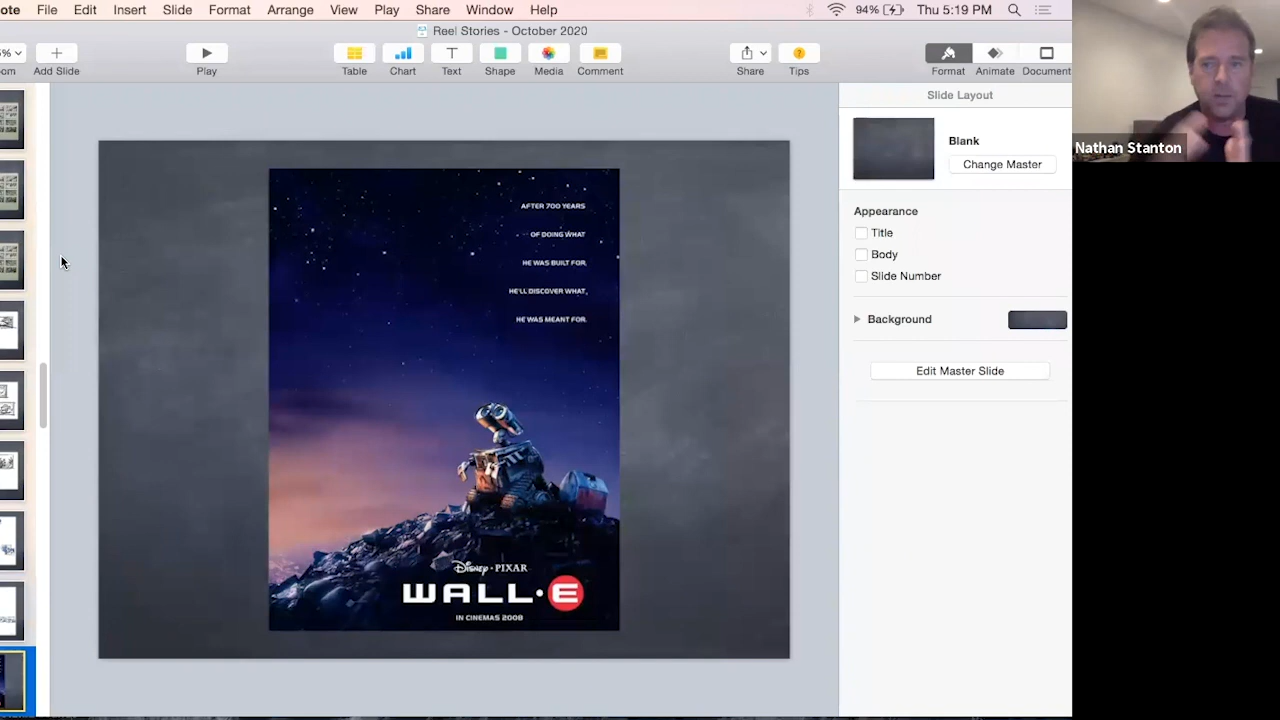 ote File Edit Insert Slide Format Arrange View Play Share Window Help 94% Thu 5:19 PM
Reel Stories - October 2020
% Add Slide Play Table Chart Text Shape Media Comment Share Tips Format Animate Document
oom
Slide Layout
Blank
Change Master
Appearance
Title
Body
Slide Number
Background
Edit Master Slide
AFTER 700 YEARS
OF DOING WHAT
HE WAS BUILT FOR,
HE'LL DISCOVER WHAT,
HE WAS MEANT FOR.
Disney·PIXAR
WALL·E
IN CINEMAS 2008
Nathan Stanton